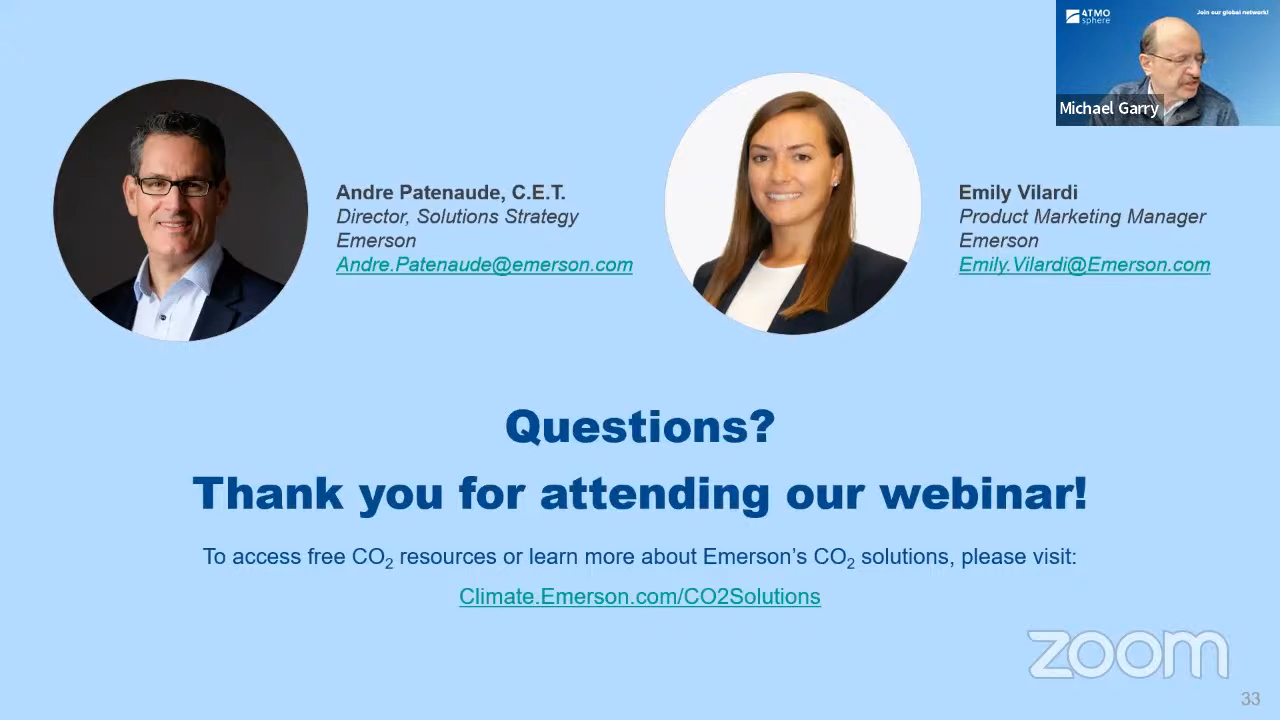 ATMO
sphere
Join our global network!
Michael Garry
Andre Patenaude, C.E.T.
Director, Solutions Strategy
Emerson
Andre.Patenaude@emerson.com
Emily Vilardi
Product Marketing Manager
Emerson
Emily.Vilardi@Emerson.com
Questions?
Thank you for attending our webinar!
To access free CO₂ resources or learn more about Emerson’s CO₂ solutions, please visit:
Climate.Emerson.com/CO2Solutions
zoom
33